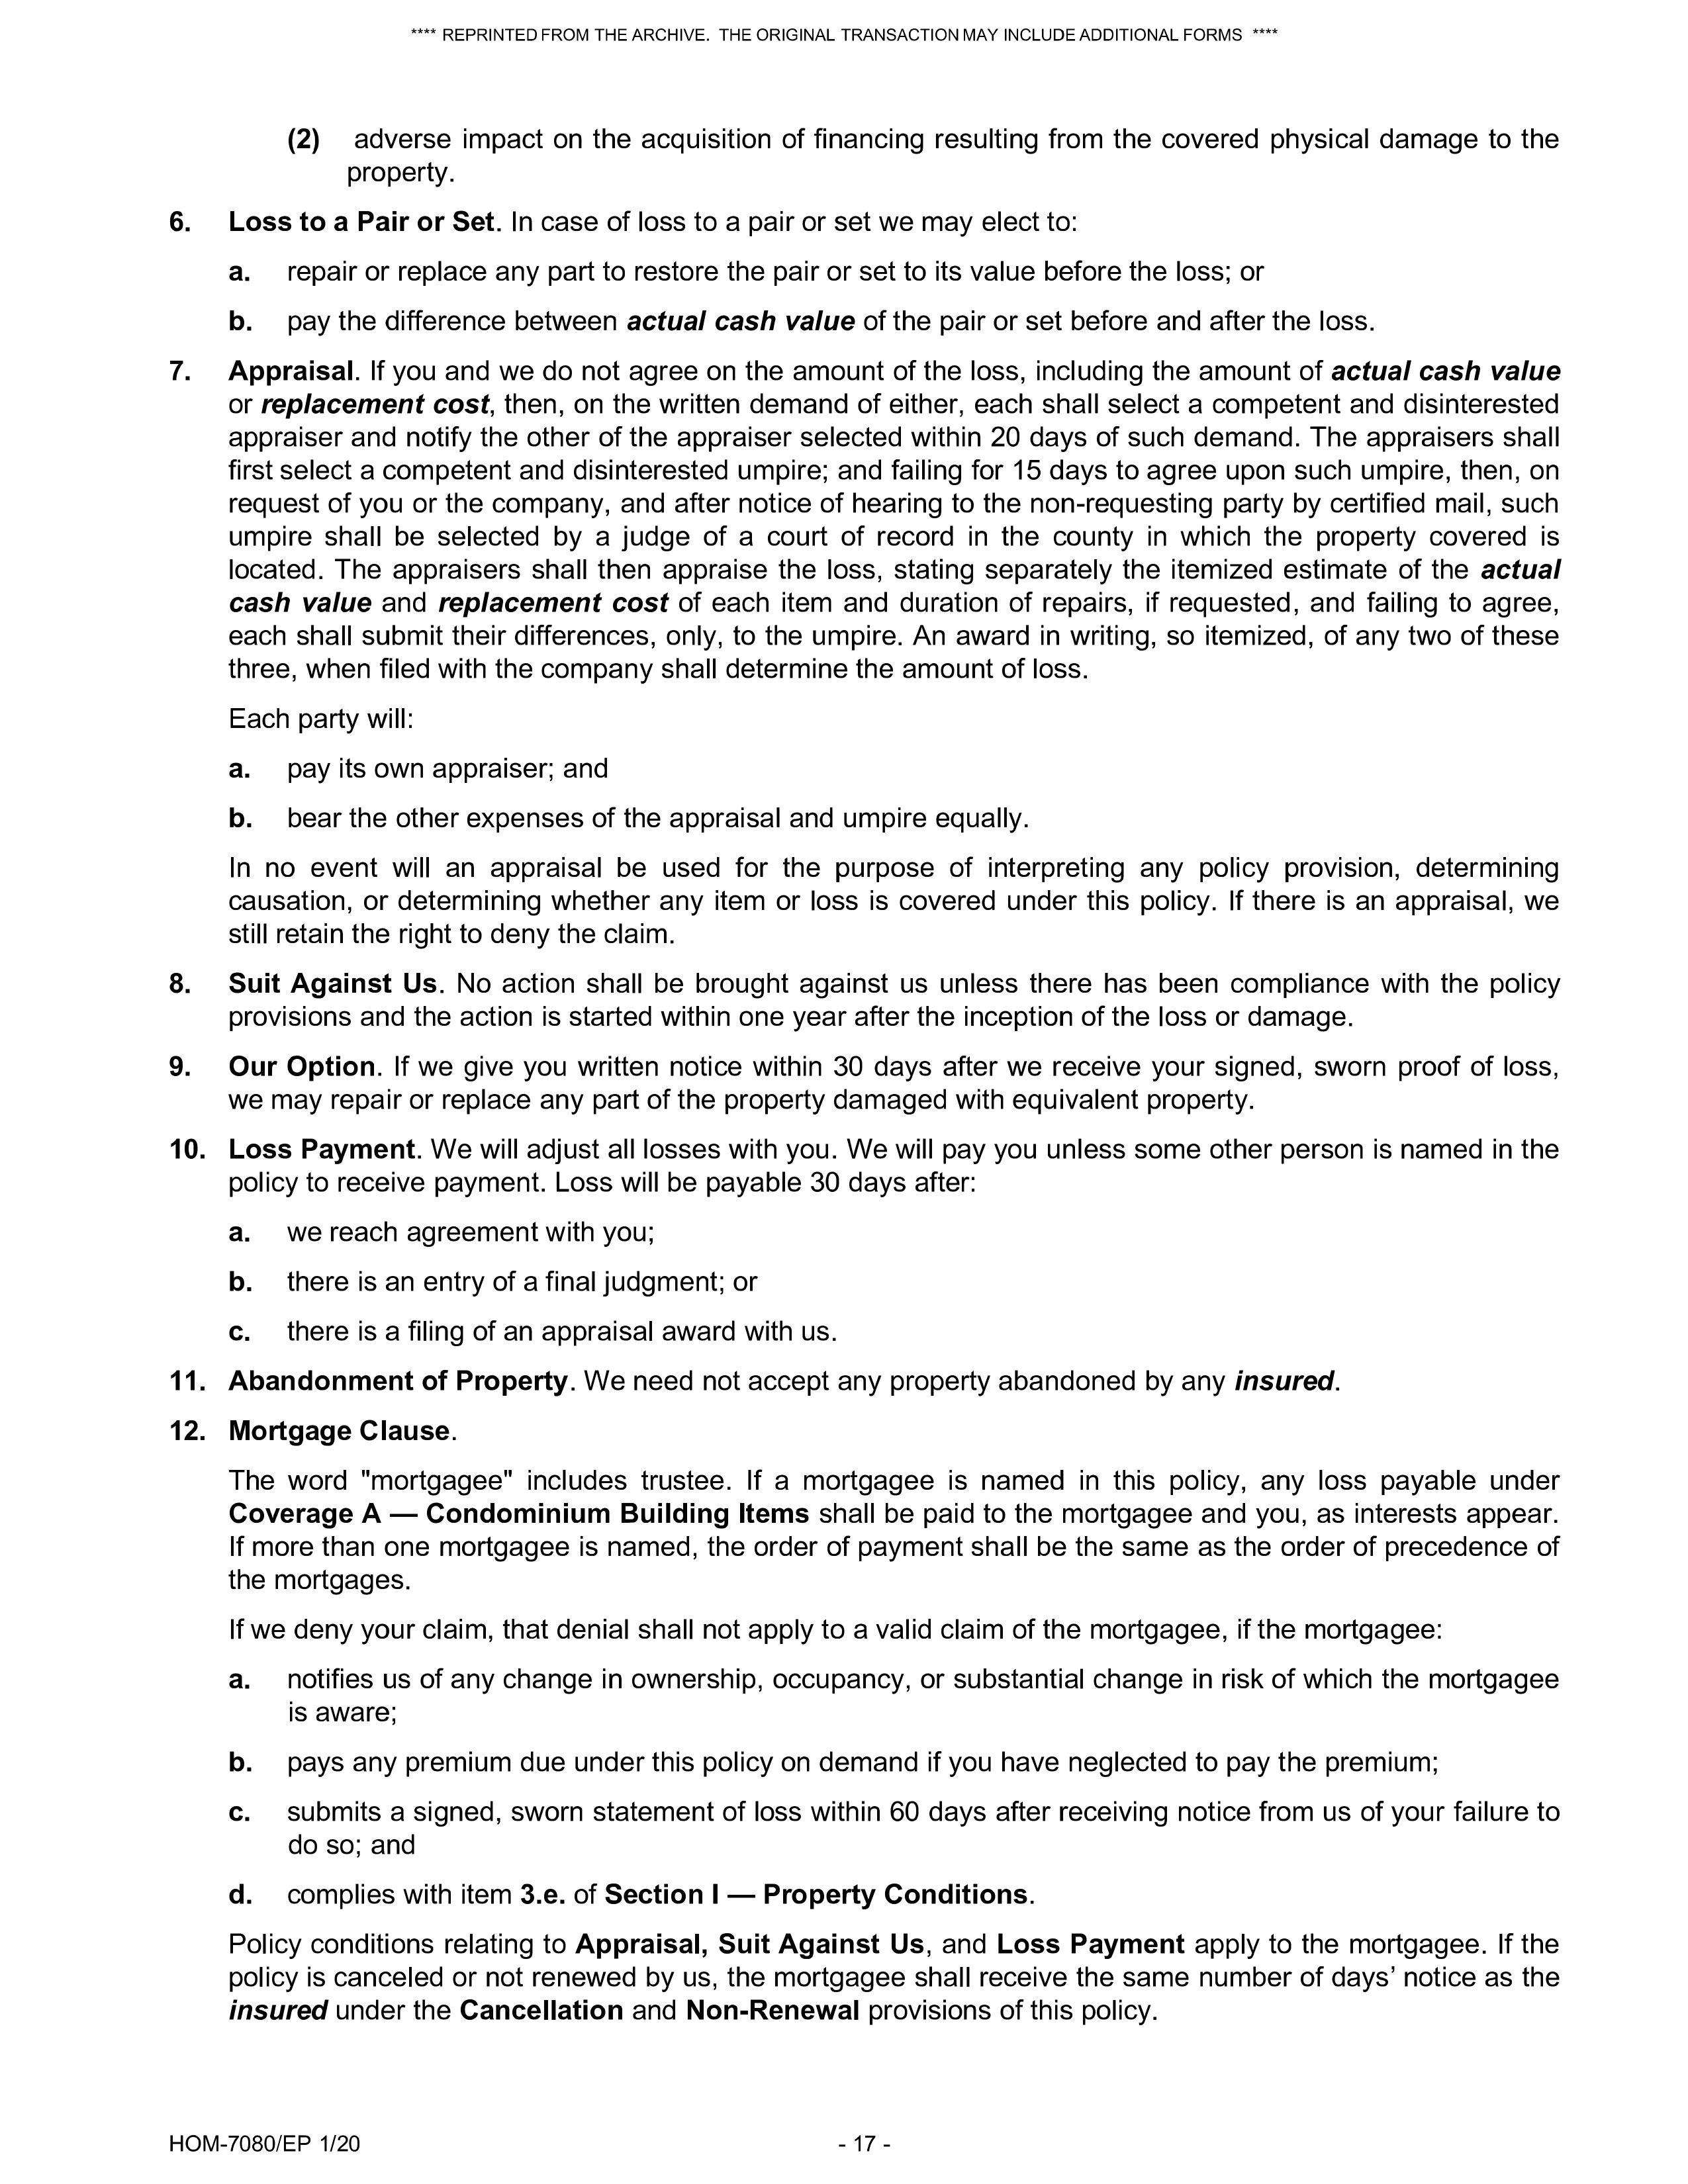 **** REPRINTED FROM THE ARCHIVE. THE ORIGINAL TRANSACTION MAY INCLUDE ADDITIONAL FORMS ****
(2) adverse impact on the acquisition of financing resulting from the covered physical damage to the
property.
6. Loss to a Pair or Set. In case of loss to a pair or set we may elect to:
a. repair or replace any part to restore the pair or set to its value before the loss; or
b. pay the difference between actual cash value of the pair or set before and after the loss.
7. Appraisal. If you and we do not agree on the amount of the loss, including the amount of actual cash value
or replacement cost, then, on the written demand of either, each shall select a competent and disinterested
appraiser and notify the other of the appraiser selected within 20 days of such demand. The appraisers shall
first select a competent and disinterested umpire; and failing for 15 days to agree upon such umpire, then, on
request of you or the company, and after notice of hearing to the non-requesting party by certified mail, such
umpire shall be selected by a judge of a court of record in the county in which the property covered is
located. The appraisers shall then appraise the loss, stating separately the itemized estimate of the actual
cash value and replacement cost of each item and duration of repairs, if requested, and failing to agree,
each shall submit their differences, only, to the umpire. An award in writing, so itemized, of any two of these
three, when filed with the company shall determine the amount of loss.
Each party will:
a. pay its own appraiser; and
b. bear the other expenses of the appraisal and umpire equally.
In no event will an appraisal be used for the purpose of interpreting any policy provision, determining
causation, or determining whether any item or loss is covered under this policy. If there is an appraisal, we
still retain the right to deny the claim.
8. Suit Against Us. No action shall be brought against us unless there has been compliance with the policy
provisions and the action is started within one year after the inception of the loss or damage.
9. Our Option. If we give you written notice within 30 days after we receive your signed, sworn proof of loss,
we may repair or replace any part of the property damaged with equivalent property.
10. Loss Payment. We will adjust all losses with you. We will pay you unless some other person is named in the
policy to receive payment. Loss will be payable 30 days after:
a. we reach agreement with you;
b. there is an entry of a final judgment; or
c. there is a filing of an appraisal award with us.
11. Abandonment of Property. We need not accept any property abandoned by any insured.
12. Mortgage Clause.
The word "mortgagee" includes trustee. If a mortgagee is named in this policy, any loss payable under
Coverage A — Condominium Building Items shall be paid to the mortgagee and you, as interests appear.
If more than one mortgagee is named, the order of payment shall be the same as the order of precedence of
the mortgages.
If we deny your claim, that denial shall not apply to a valid claim of the mortgagee, if the mortgagee:
a. notifies us of any change in ownership, occupancy, or substantial change in risk of which the mortgagee
is aware;
b. pays any premium due under this policy on demand if you have neglected to pay the premium;
c. submits a signed, sworn statement of loss within 60 days after receiving notice from us of your failure to
do so; and
d. complies with item 3.e. of Section I — Property Conditions.
Policy conditions relating to Appraisal, Suit Against Us, and Loss Payment apply to the mortgagee. If the
policy is canceled or not renewed by us, the mortgagee shall receive the same number of days’ notice as the
insured under the Cancellation and Non-Renewal provisions of this policy.
HOM-7080/EP 1/20
- 17 -